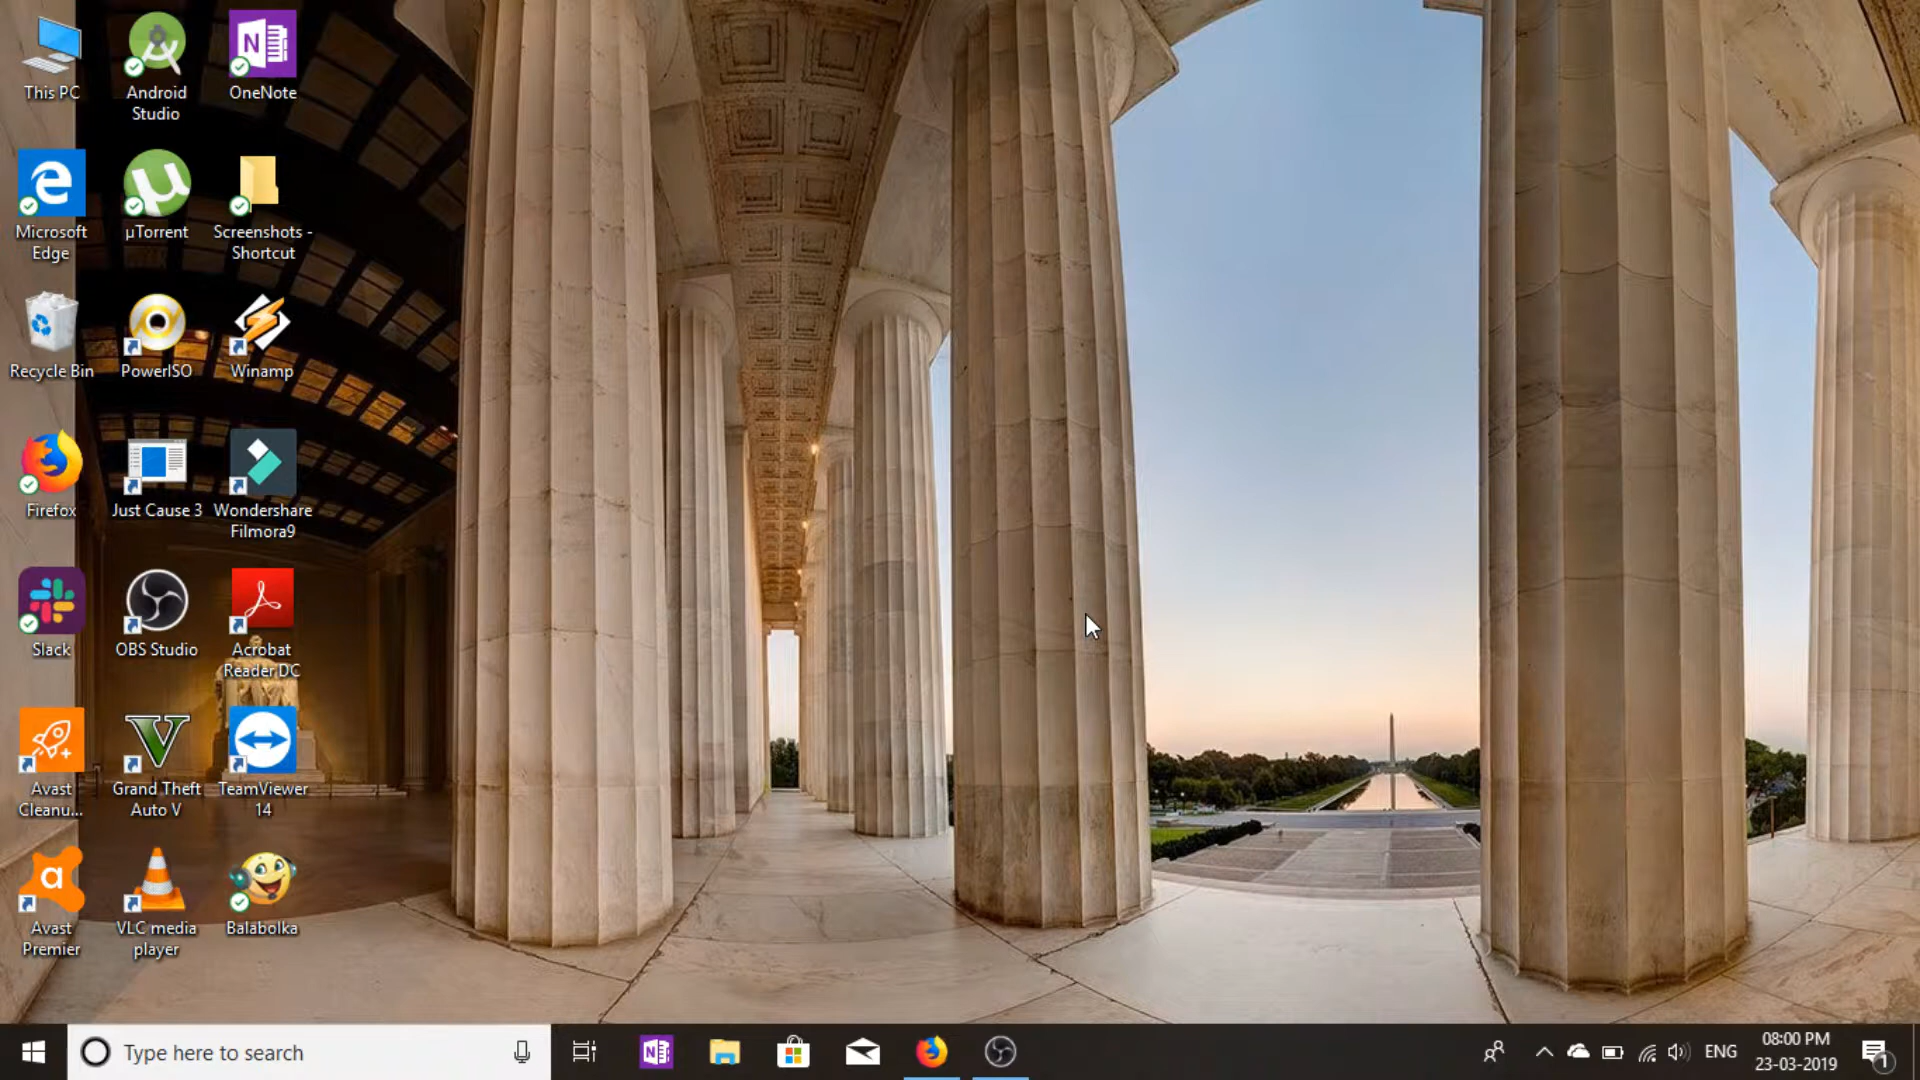 This PC
Android
Studio
OneNote
Microsoft
Edge
µTorrent
Screenshots -
Shortcut
Recycle Bin
PowerISO
Winamp
Firefox
Just Cause 3
Wondershare
Filmora9
Slack
OBS Studio
Acrobat
Reader DC
Avast
Cleanu...
Grand Theft
Auto V
TeamViewer
14
Avast
Premier
VLC media
player
Balabolka
Type here to search
ENG
08:00 PM
23-03-2019
1